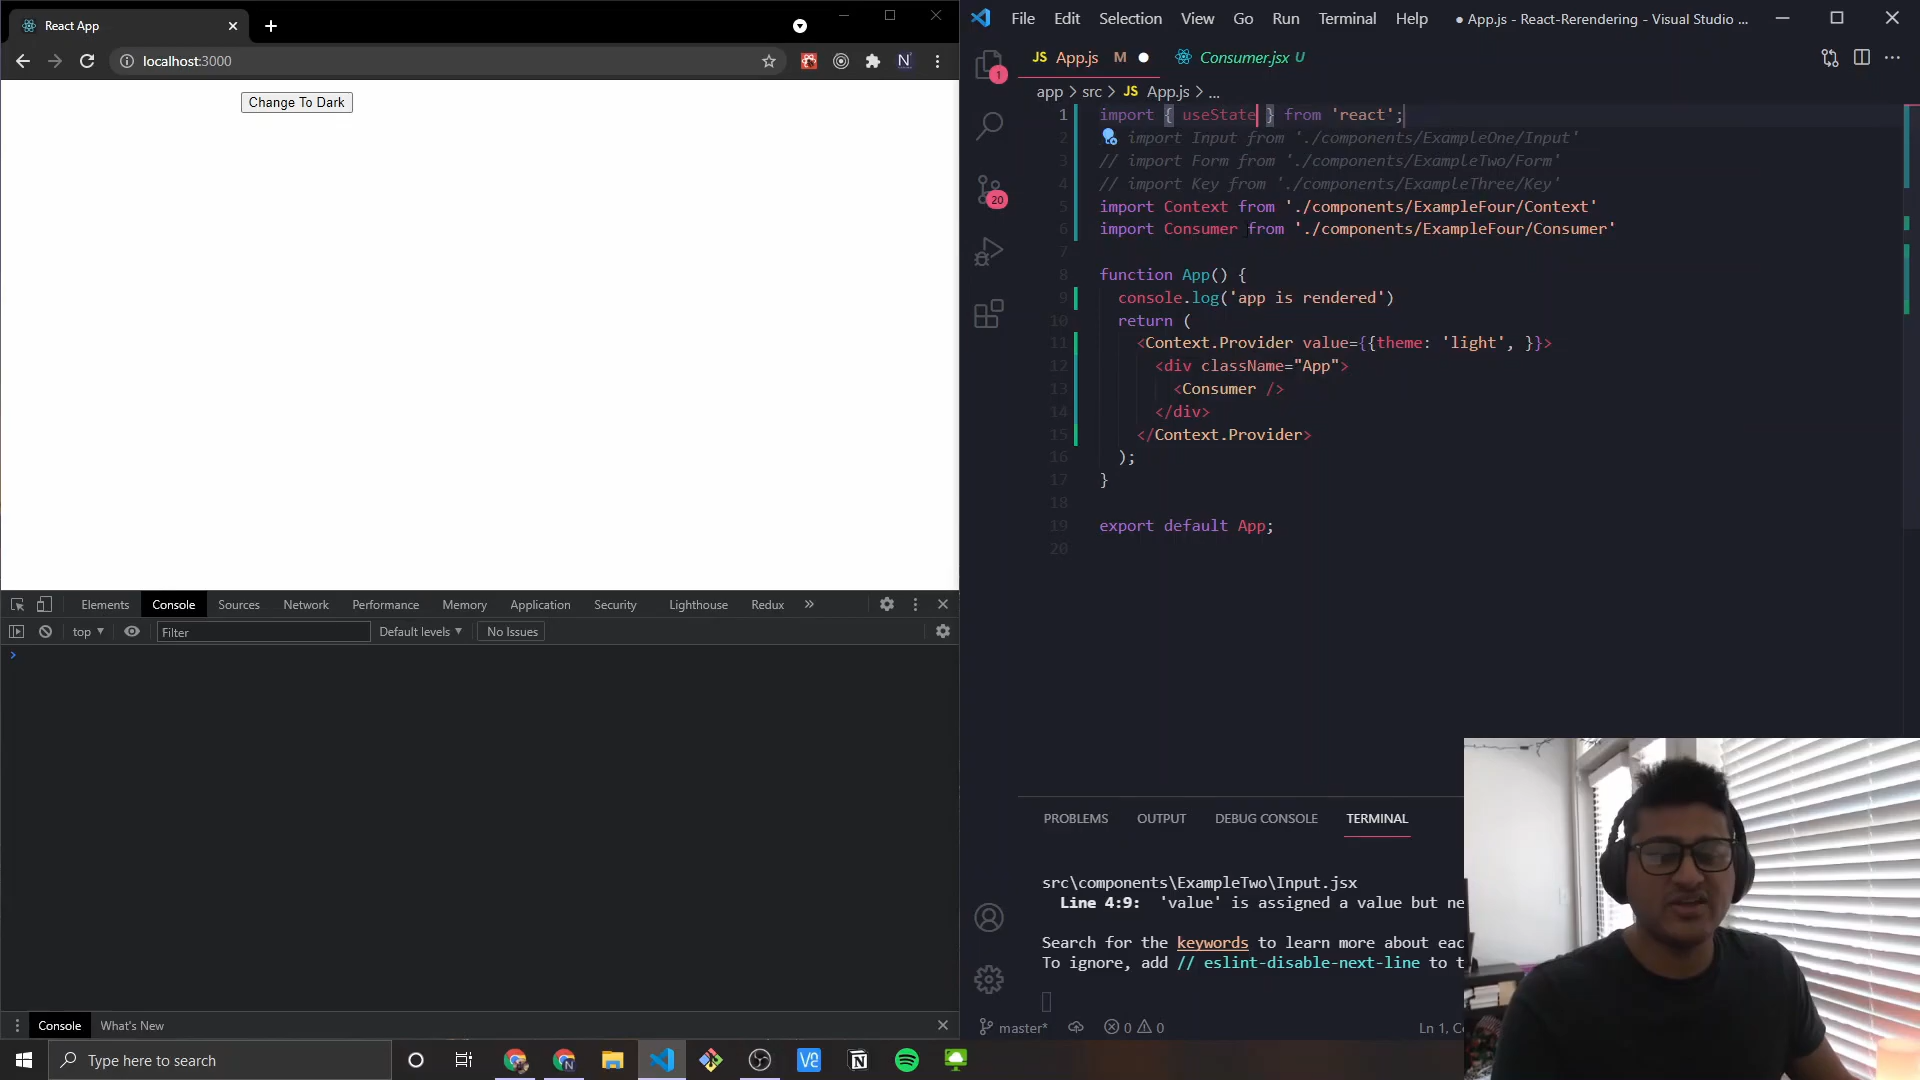 React App
localhost:3000
Change To Dark
Elements Console Sources Network Performance Memory Application Security Lighthouse Redux »
top Filter Default levels No Issues
Console What's New
Type here to search
File Edit Selection View Go Run Terminal Help ● App.js - React-Rerendering - Visual Studio ...
JS App.js M ● Consumer.jsx U
app > src > JS App.js > ...
1
20
1 import { useState } from 'react';
2 import Input from './components/ExampleOne/Input'
3 // import Form from './components/ExampleTwo/Form'
4 // import Key from './components/ExampleThree/Key'
5 import Context from './components/ExampleFour/Context'
6 import Consumer from './components/ExampleFour/Consumer'
7
8 function App() {
9 console.log('app is rendered')
10 return (
11 <Context.Provider value={{theme: 'light', }}>
12 <div className="App">
13 <Consumer />
14 </div>
15 </Context.Provider>
16 );
17 }
18
19 export default App;
20
PROBLEMS OUTPUT DEBUG CONSOLE TERMINAL
src\components\ExampleTwo\Input.jsx
Line 4:9: 'value' is assigned a value but ne
Search for the keywords to learn more about eac
To ignore, add // eslint-disable-next-line to t
master* 0 0 Ln 1, C